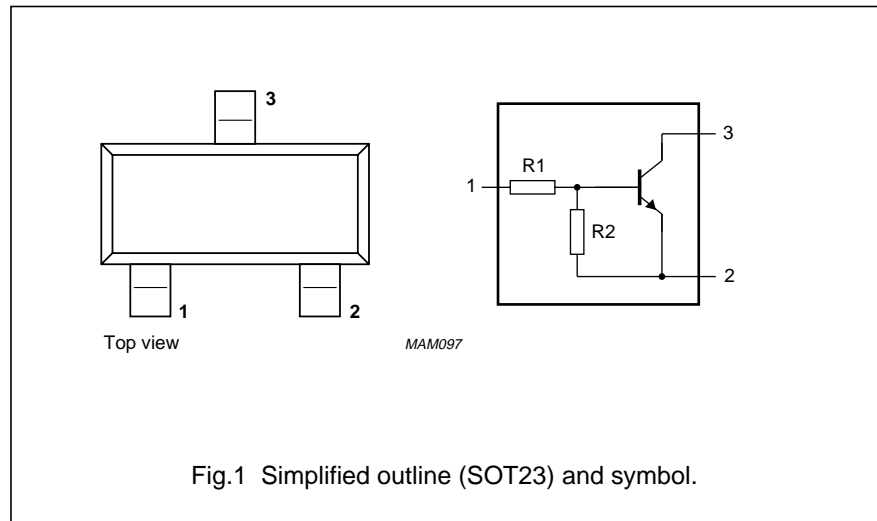 3
1
2
Top view
R1
R2
1
3
2
MAM097
Fig.1 Simplified outline (SOT23) and symbol.